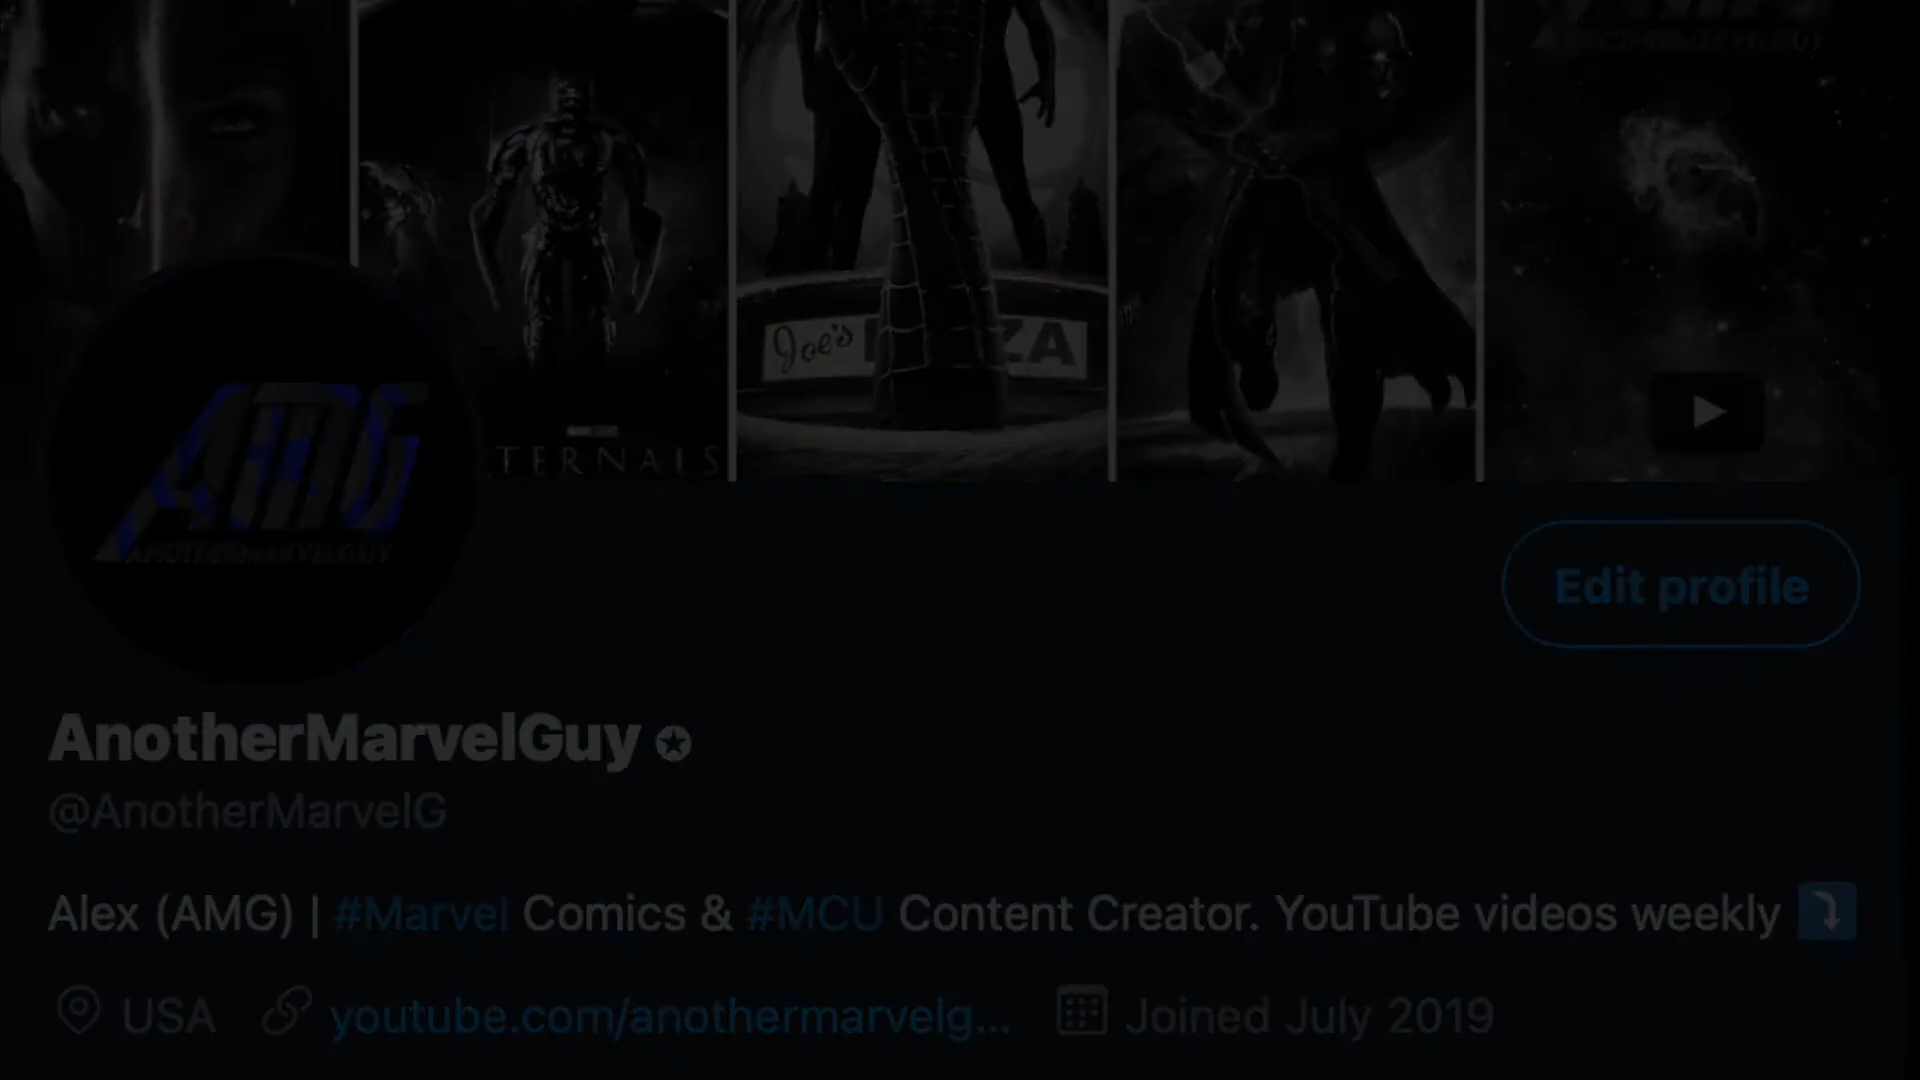 Joe's ZA
TERNALS
AMG
ANOTHERMARVELGUY
Edit profile
AnotherMarvelGuy
@AnotherMarvelG
Alex (AMG) | #Marvel Comics & #MCU Content Creator. YouTube videos weekly
USA youtube.com/anothermarvelg... Joined July 2019